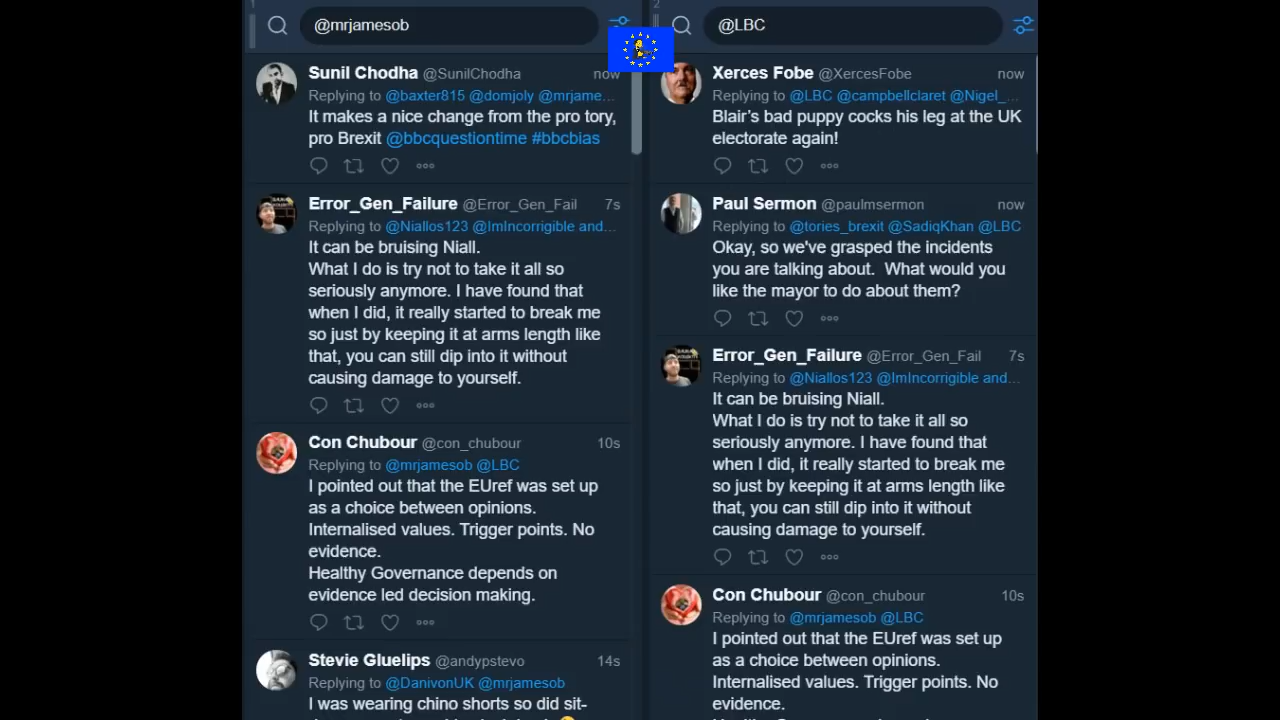 1
@mrjamesob
Sunil Chodha @SunilChodha now
Replying to @baxter815 @domjoly @mrjame...
It makes a nice change from the pro tory,
pro Brexit @bbcquestiontime #bbcbias
Error_Gen_Failure @Error_Gen_Fail 7s
Replying to @Niallos123 @ImIncorrigible and...
It can be bruising Niall.
What I do is try not to take it all so
seriously anymore. I have found that
when I did, it really started to break me
so just by keeping it at arms length like
that, you can still dip into it without
causing damage to yourself.
Con Chubour @con_chubour 10s
Replying to @mrjamesob @LBC
I pointed out that the EUref was set up
as a choice between opinions.
Internalised values. Trigger points. No
evidence.
Healthy Governance depends on
evidence led decision making.
Stevie Gluelips @andypstevo 14s
Replying to @DanivonUK @mrjamesob
I was wearing chino shorts so did sit-
2
@LBC
Xerces Fobe @XercesFobe now
Replying to @LBC @campbellclaret @Nigel_...
Blair's bad puppy cocks his leg at the UK
electorate again!
Paul Sermon @paulmsermon now
Replying to @tories_brexit @SadiqKhan @LBC
Okay, so we've grasped the incidents
you are talking about. What would you
like the mayor to do about them?
Error_Gen_Failure @Error_Gen_Fail 7s
Replying to @Niallos123 @ImIncorrigible and...
It can be bruising Niall.
What I do is try not to take it all so
seriously anymore. I have found that
when I did, it really started to break me
so just by keeping it at arms length like
that, you can still dip into it without
causing damage to yourself.
Con Chubour @con_chubour 10s
Replying to @mrjamesob @LBC
I pointed out that the EUref was set up
as a choice between opinions.
Internalised values. Trigger points. No
evidence.